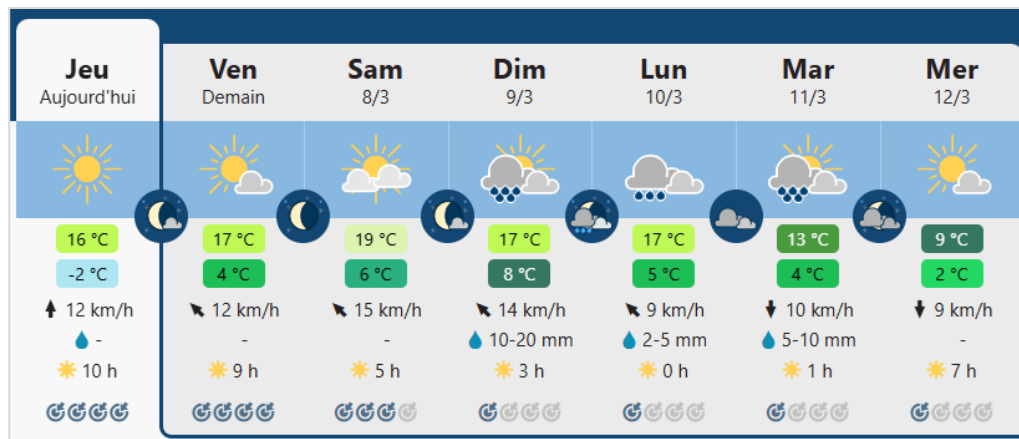 Jeu Ven Sam Dim Lun Mar Mer
Aujourd'hui Demain 8/3 9/3 10/3 11/3 12/3
16 °C 17 °C 19 °C 17 °C 17 °C 13 °C 9 °C
-2 °C 4 °C 6 °C 8 °C 5 °C 4 °C 2 °C
12 km/h 12 km/h 15 km/h 14 km/h 9 km/h 10 km/h 9 km/h
- - - 10-20 mm 2-5 mm 5-10 mm -
10 h 9 h 5 h 3 h 0 h 1 h 7 h